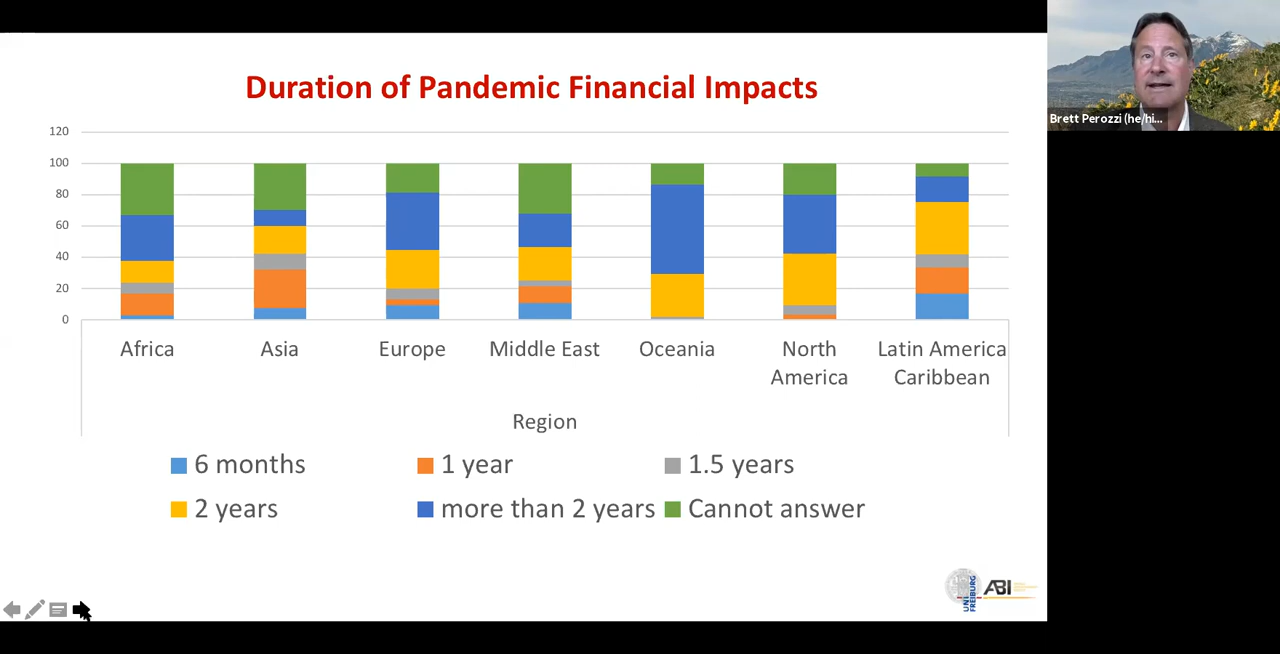 Duration of Pandemic Financial Impacts
120
100
80
60
40
20
0
Africa
Asia
Europe
Middle East
Oceania
North
America
Latin America
Caribbean
Region
6 months
1 year
1.5 years
2 years
more than 2 years
Cannot answer
UNI
FREIBURG
ABI
Brett Perozzi (he/hi...